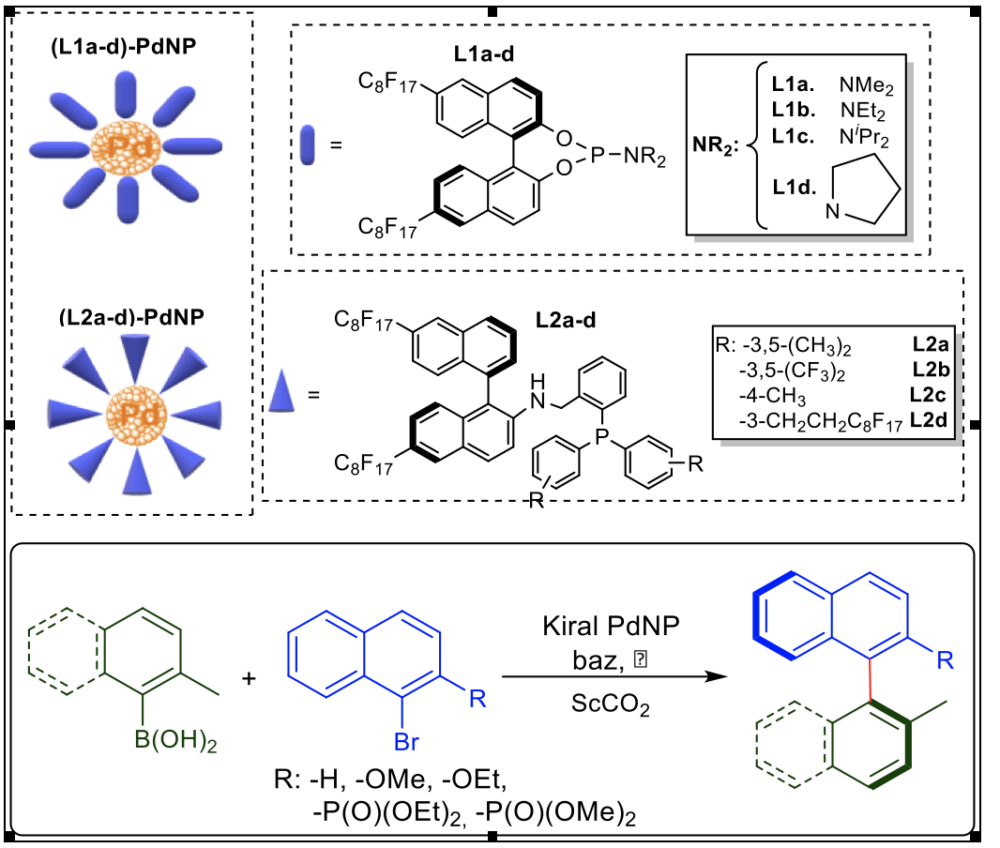 (L1a-d)-PdNP
Pd
L1a-d
C₈F₁₇
=
O
O
P
NR₂
C₈F₁₇
NR₂:
L1a. NMe₂
L1b. NEt₂
L1c. NⁱPr₂
L1d.
N
(L2a-d)-PdNP
Pd
L2a-d
C₈F₁₇
=
H
N
P
C₈F₁₇
R
R
R: -3,5-(CH₃)₂ L2a
-3,5-(CF₃)₂ L2b
-4-CH₃ L2c
-3-CH₂CH₂C₈F₁₇ L2d
B(OH)₂
+
R
Br
R: -H, -OMe, -OEt,
-P(O)(OEt)₂, -P(O)(OMe)₂
Kiral PdNP
baz, ?
ScCO₂
R